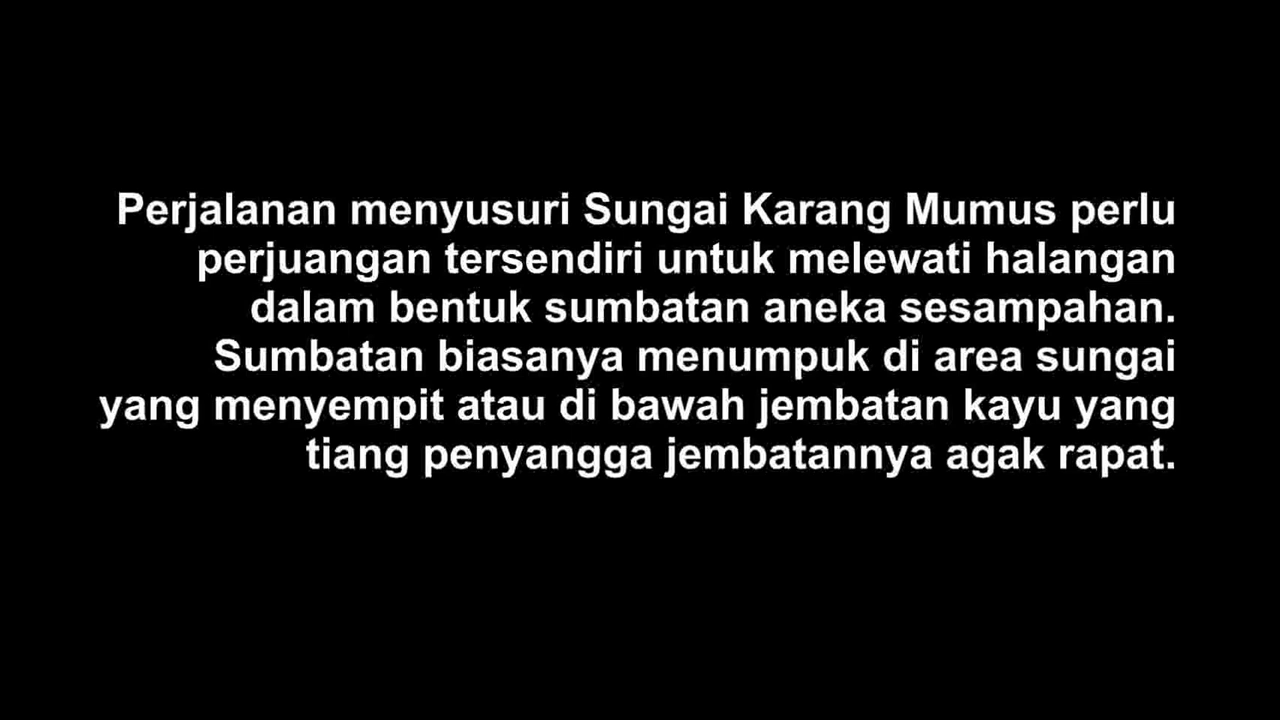 Perjalanan menyusuri Sungai Karang Mumus perlu
perjuangan tersendiri untuk melewati halangan
dalam bentuk sumbatan aneka sesampahan.
Sumbatan biasanya menumpuk di area sungai
yang menyempit atau di bawah jembatan kayu yang
tiang penyangga jembatannya agak rapat.